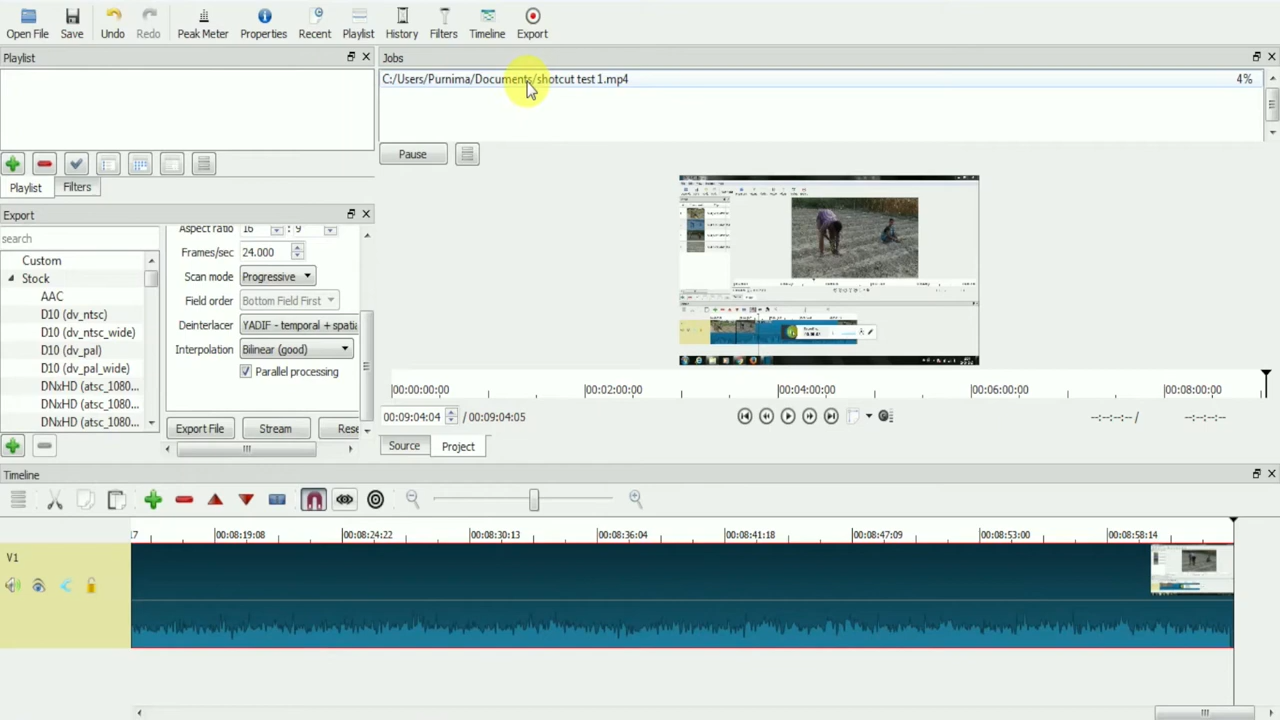 Open File Save Undo Redo Peak Meter Properties Recent Playlist History Filters Timeline Export
Playlist
Jobs
C:/Users/Purnima/Documents/shotcut test 1.mp4 4%
Pause
Playlist Filters
Export
search
Custom
Stock
AAC
D10 (dv_ntsc)
D10 (dv_ntsc_wide)
D10 (dv_pal)
D10 (dv_pal_wide)
DNxHD (atsc_1080...
DNxHD (atsc_1080...
DNxHD (atsc_1080...
Aspect ratio 16 : 9
Frames/sec 24.000
Scan mode Progressive
Field order Bottom Field First
Deinterlacer YADIF - temporal + spatia
Interpolation Bilinear (good)
Parallel processing
Export File Stream Rese
00:00:00:00 00:02:00:00 00:04:00:00 00:06:00:00 00:08:00:00
00:09:04:04 / 00:09:04:05 --:--:--:-- / --:--:--:--
Source Project
Timeline
17 00:08:19:08 00:08:24:22 00:08:30:13 00:08:36:04 00:08:41:18 00:08:47:09 00:08:53:00 00:08:58:14
V1